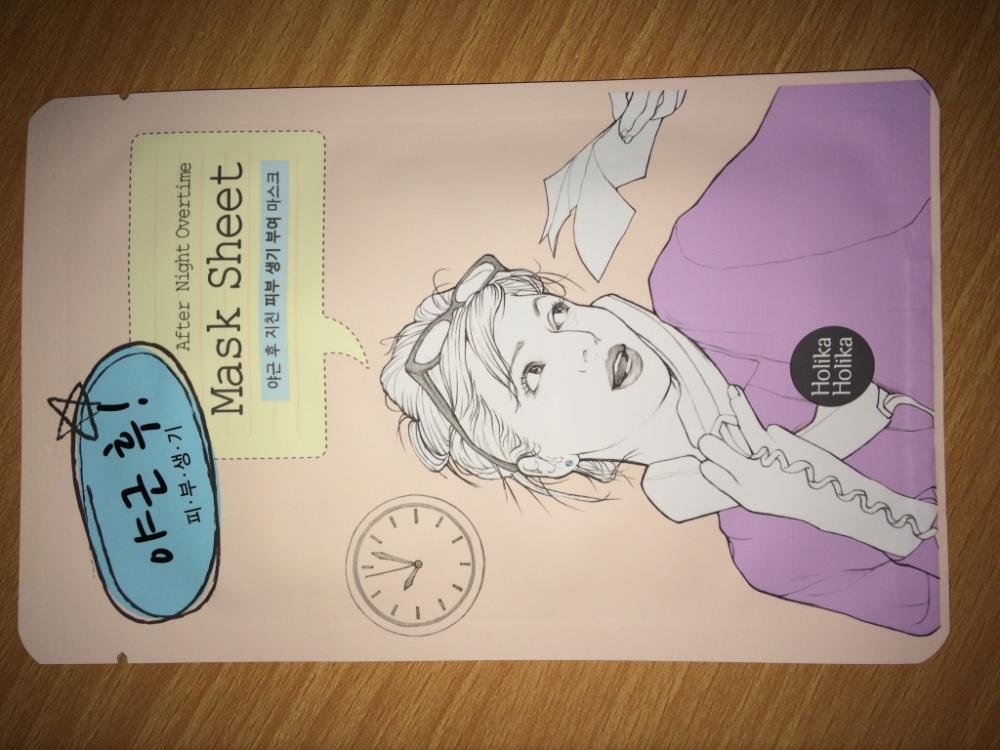 야근 후!
피·부·생·기
After Night Overtime
Mask Sheet
야근 후 지친 피부 생기 부여 마스크
Holika
Holika